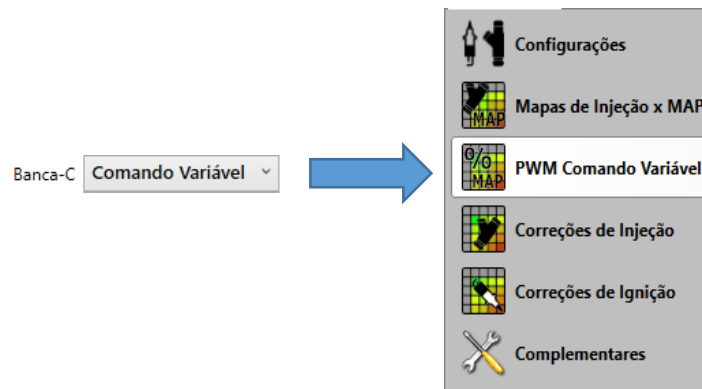 Banca-C
Comando Variável
Configurações
MAP
Mapas de Injeção x MAP
%
MAP
PWM Comando Variável
Correções de Injeção
Correções de Ignição
Complementares